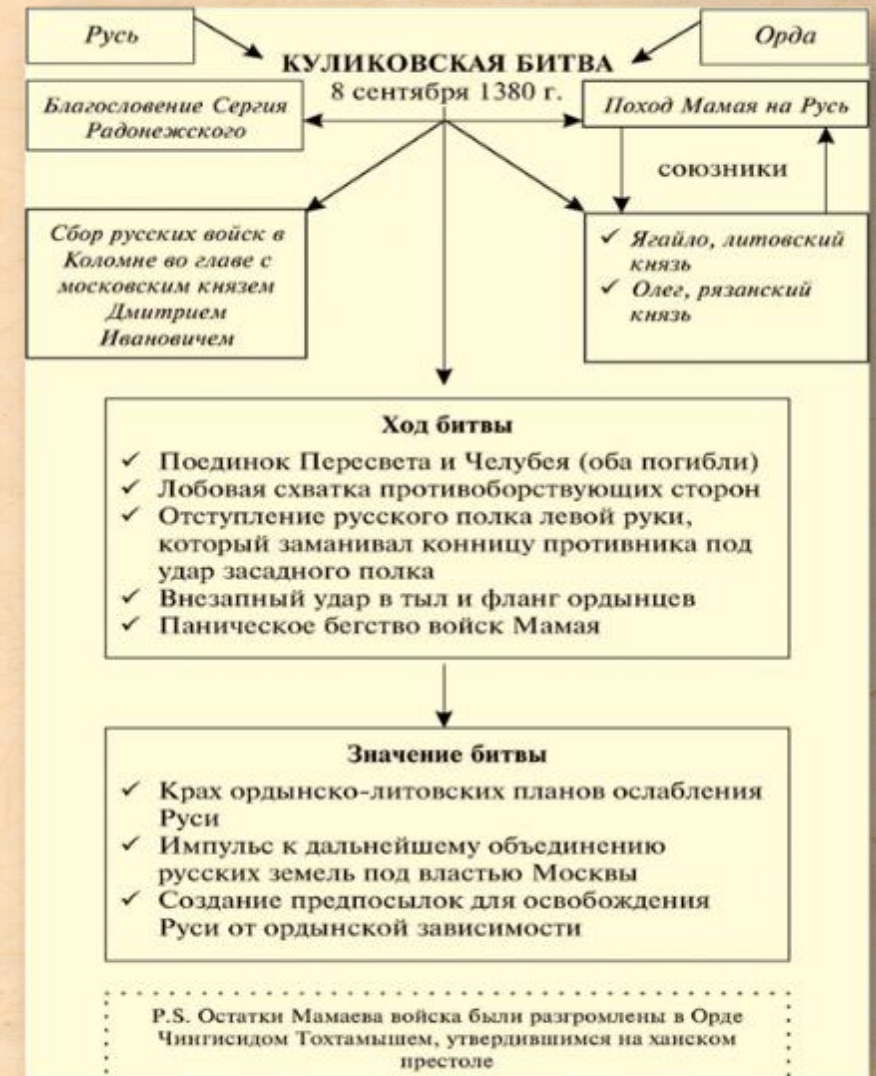 Русь
Орда
КУЛИКОВСКАЯ БИТВА
8 сентября 1380 г.
Благословение Сергия
Радонежского
Поход Мамая на Русь
союзники
Сбор русских войск в
Коломне во главе с
московским князем
Дмитрием
Ивановичем
✓ Ягайло, литовский
князь
✓ Олег, рязанский
князь
Ход битвы
✓ Поединок Пересвета и Челубея (оба погибли)
✓ Лобовая схватка противоборствующих сторон
✓ Отступление русского полка левой руки,
который заманивал конницу противника под
удар засадного полка
✓ Внезапный удар в тыл и фланг ордынцев
✓ Паническое бегство войск Мамая
Значение битвы
✓ Крах ордынско-литовских планов ослабления
Руси
✓ Импульс к дальнейшему объединению
русских земель под властью Москвы
✓ Создание предпосылок для освобождения
Руси от ордынской зависимости
P.S. Остатки Мамаева войска были разгромлены в Орде
Чингисидом Тохтамышем, утвердившимся на ханском
престоле